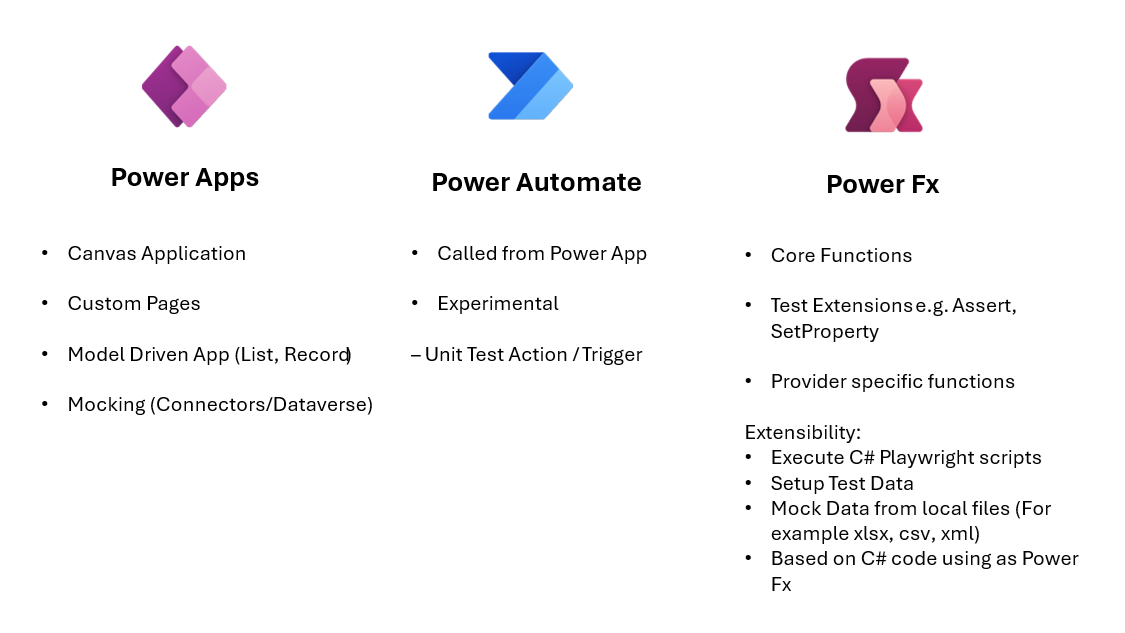 Power Apps
• Canvas Application
• Custom Pages
• Model Driven App (List, Record)
• Mocking (Connectors/Dataverse)
Power Automate
• Called from Power App
• Experimental
– Unit Test Action / Trigger
Power Fx
• Core Functions
• Test Extensions e.g. Assert,
SetProperty
• Provider specific functions
Extensibility:
• Execute C# Playwright scripts
• Setup Test Data
• Mock Data from local files (For
example xlsx, csv, xml)
• Based on C# code using as Power
Fx